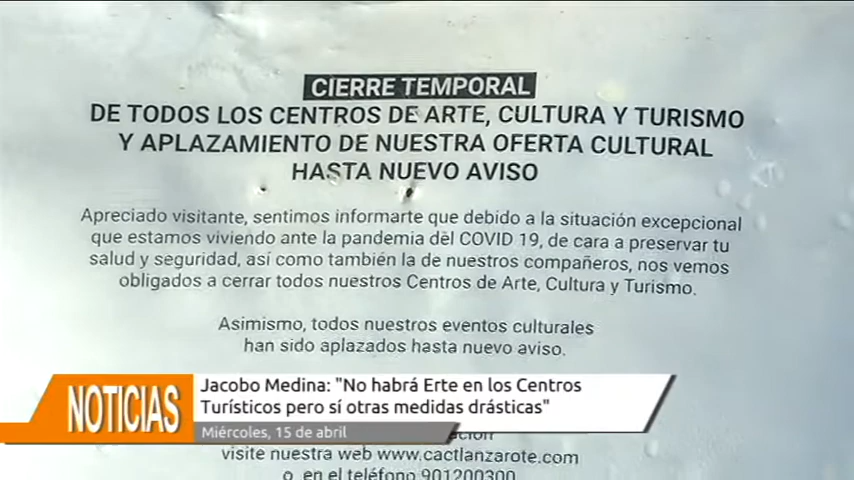 CIERRE TEMPORAL
DE TODOS LOS CENTROS DE ARTE, CULTURA Y TURISMO
Y APLAZAMIENTO DE NUESTRA OFERTA CULTURAL
HASTA NUEVO AVISO
Apreciado visitante, sentimos informarte que debido a la situación excepcional
que estamos viviendo ante la pandemia del COVID 19, de cara a preservar tu
salud y seguridad, así como también la de nuestros compañeros, nos vemos
obligados a cerrar todos nuestros Centros de Arte, Cultura y Turismo.
Asimismo, todos nuestros eventos culturales
han sido aplazados hasta nuevo aviso.
NOTICIAS
Jacobo Medina: "No habrá Erte en los Centros
Turísticos pero sí otras medidas drásticas"
Miércoles, 15 de abril
visite nuestra web www.cactlanzarote.com
o en el teléfono 901200300